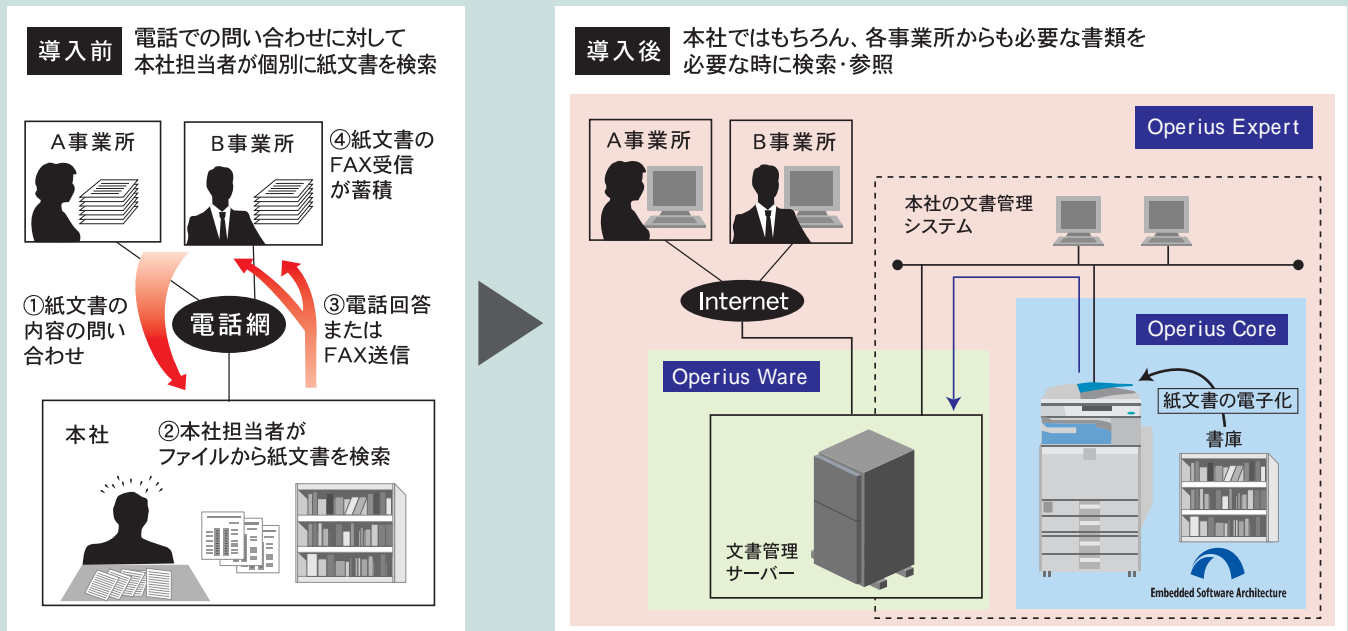 導入前
電話での問い合わせに対して
本社担当者が個別に紙文書を検索
A事業所
B事業所
④紙文書の
FAX受信
が蓄積
①紙文書の
内容の問い
合わせ
電話網
③電話回答
または
FAX送信
本社
②本社担当者が
ファイルから紙文書を検索
導入後
本社ではもちろん、各事業所からも必要な書類を
必要な時に検索・参照
Operius Expert
A事業所
B事業所
本社の文書管理
システム
Internet
Operius Ware
Operius Core
紙文書の電子化
書庫
文書管理
サーバー
Embedded Software Architecture